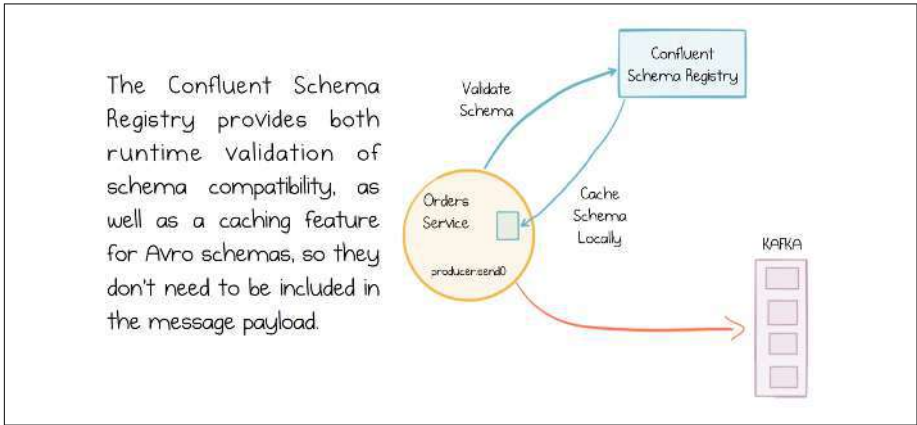 The Confluent Schema
Registry provides both
runtime validation of
schema compatibility, as
well as a caching feature
for Avro schemas, so they
don't need to be included in
the message payload.
Confluent
Schema Registry
Validate
Schema
Orders
Service
producer.send()
Cache
Schema
Locally
KAFKA